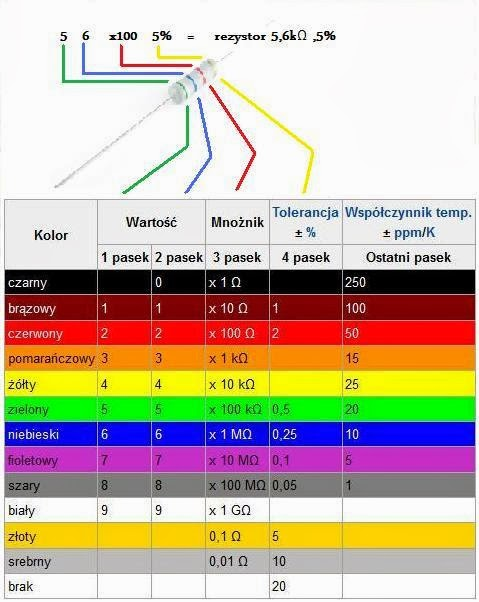 5 6 x100 5% = rezystor 5,6kΩ ,5%
Kolor Wartość Mnożnik Tolerancja ± % Współczynnik temp. ± ppm/K
1 pasek 2 pasek 3 pasek 4 pasek Ostatni pasek
czarny 0 x 1 Ω 250
brązowy 1 1 x 10 Ω 1 100
czerwony 2 2 x 100 Ω 2 50
pomarańczowy 3 3 x 1 kΩ 15
żółty 4 4 x 10 kΩ 25
zielony 5 5 x 100 kΩ 0,5 20
niebieski 6 6 x 1 MΩ 0,25 10
fioletowy 7 7 x 10 MΩ 0,1 5
szary 8 8 x 100 MΩ 0,05 1
biały 9 9 x 1 GΩ
złoty 0,1 Ω 5
srebrny 0,01 Ω 10
brak 20